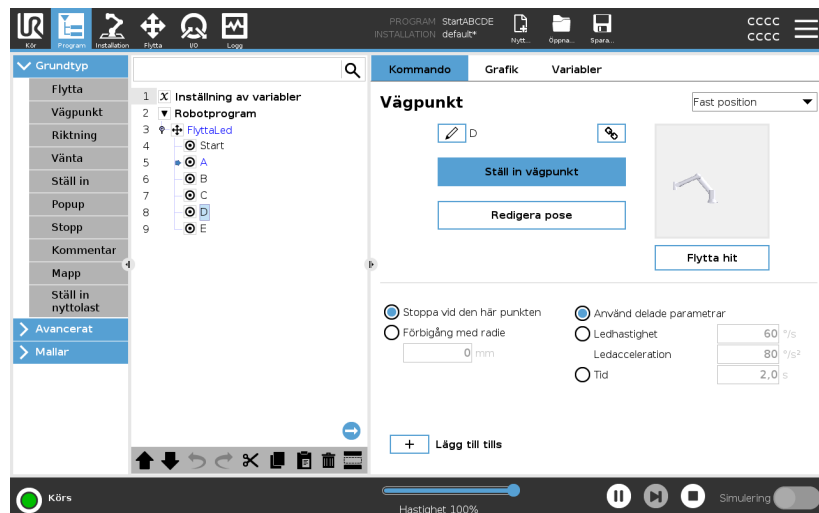 UR
Kör
Program
Installation
Flytta
I/O
Logg
PROGRAM StartABCDE
INSTALLATION default*
Nytt...
Öppna...
Spara...
CCCC
CCCC
Grundtyp
Flytta
Vägpunkt
Riktning
Vänta
Ställ in
Popup
Stopp
Kommentar
Mapp
Ställ in
nyttolast
Avancerat
Mallar
1 X Inställning av variabler
2 Robotprogram
3 FlyttaLed
4 Start
5 A
6 B
7 C
8 D
9 E
Kommando Grafik Variabler
Vägpunkt
Fast position
D
Ställ in vägpunkt
Redigera pose
Flytta hit
Stoppa vid den här punkten
Förbigång med radie
0 mm
Använd delade parametrar
Ledhastighet 60 °/s
Ledacceleration 80 °/s²
Tid 2,0 s
+ Lägg till tills
Körs
Hastighet 100%
Simulering